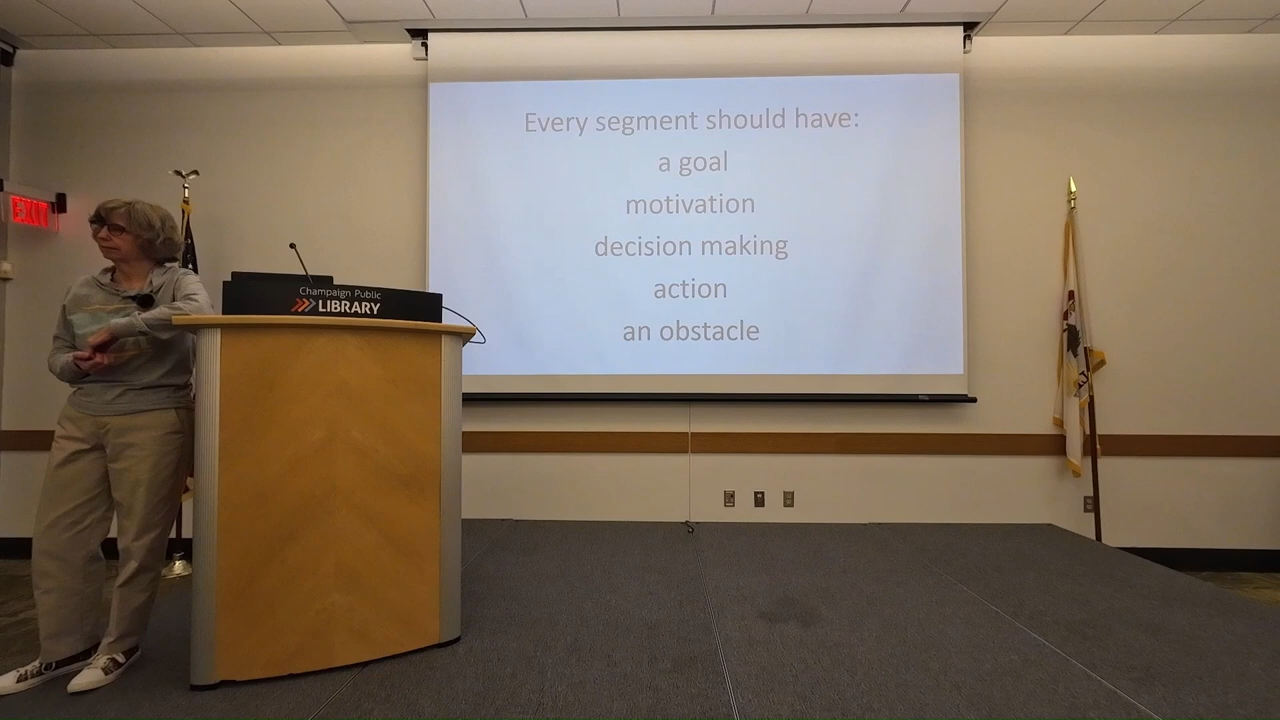 Every segment should have:
a goal
motivation
decision making
action
an obstacle
EXIT
Champaign Public
LIBRARY